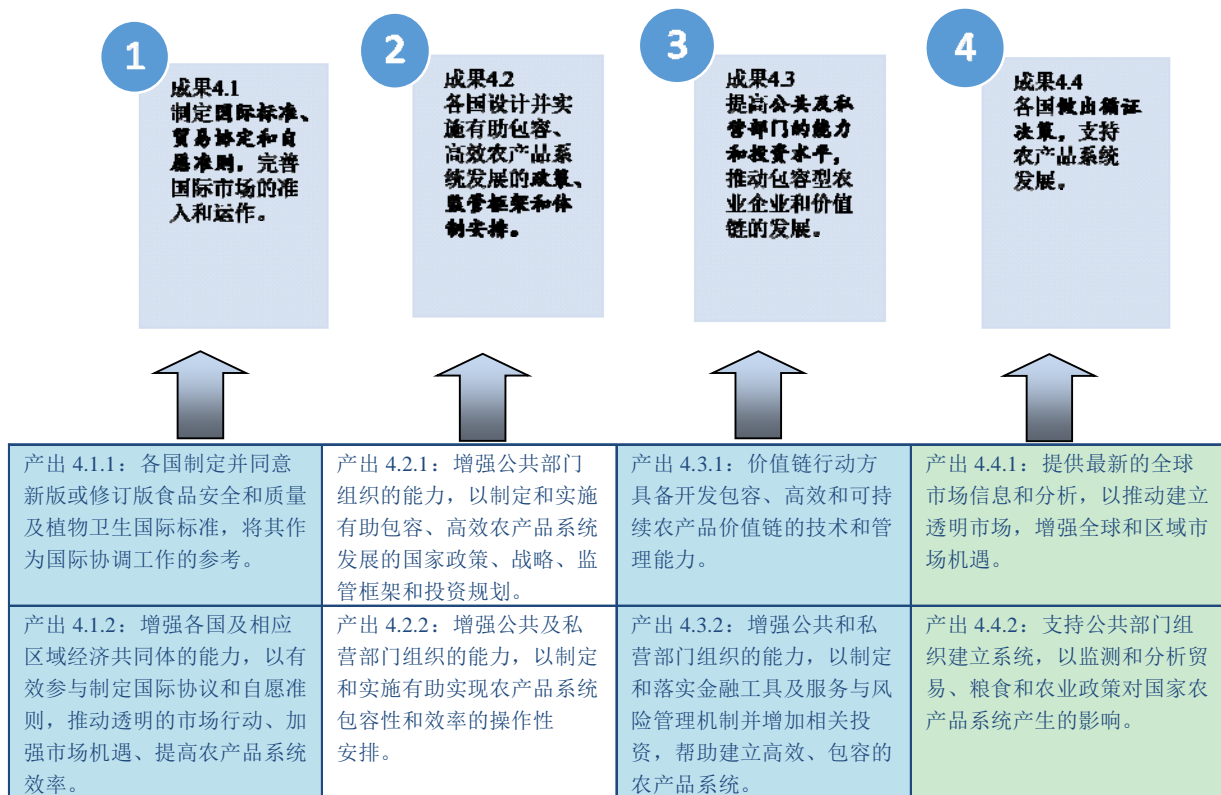 1
成果4.1
制定国际标准、
贸易协定和自
愿准则，完善
国际市场的准
入和运作。
2
成果4.2
各国设计并实
施有助包容、
高效农产品系
统发展的政策、
监管框架和体
制安排。
3
成果4.3
提高公共及私
营部门的能力
和投资水平，
推动包容型农
业企业和价值
链的发展。
4
成果4.4
各国做出循证
决策，支持
农产品系统
发展。
产出 4.1.1：各国制定并同意
新版或修订版食品安全和质量
及植物卫生国际标准，将其作
为国际协调工作的参考。
产出 4.2.1：增强公共部门
组织的能力，以制定和实施
有助包容、高效农产品系统
发展的国家政策、战略、监
管框架和投资规划。
产出 4.3.1：价值链行动方
具备开发包容、高效和可持
续农产品价值链的技术和管
理能力。
产出 4.4.1：提供最新的全球
市场信息和分析，以推动建立
透明市场，增强全球和区域市
场机遇。
产出 4.1.2：增强各国及相应
区域经济共同体的能力，以有
效参与制定国际协议和自愿准
则，推动透明的市场行动、加
强市场机遇、提高农产品系统
效率。
产出 4.2.2：增强公共及私
营部门组织的能力，以制定
和实施有助实现农产品系统
包容性和效率的操作性
安排。
产出 4.3.2：增强公共和私
营部门组织的能力，以制定
和落实金融工具及服务与风
险管理机制并增加相关投
资，帮助建立高效、包容的
农产品系统。
产出 4.4.2：支持公共部门组
织建立系统，以监测和分析贸
易、粮食和农业政策对国家农
产品系统产生的影响。